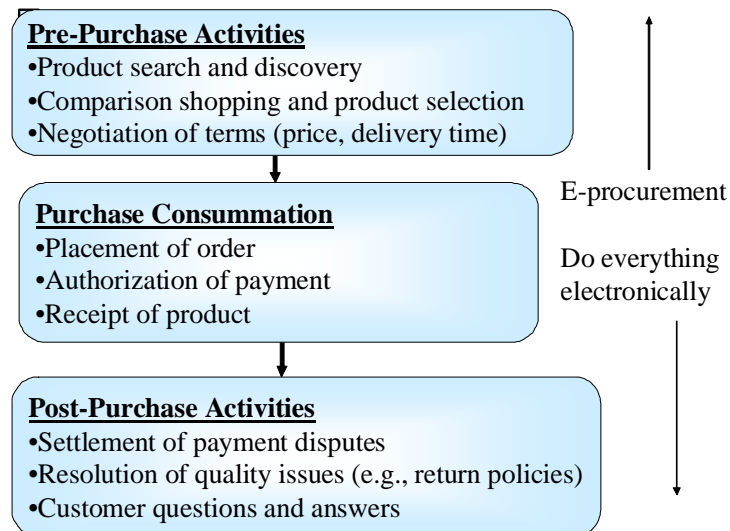 Pre-Purchase Activities
•Product search and discovery
•Comparison shopping and product selection
•Negotiation of terms (price, delivery time)
Purchase Consummation
•Placement of order
•Authorization of payment
•Receipt of product
Post-Purchase Activities
•Settlement of payment disputes
•Resolution of quality issues (e.g., return policies)
•Customer questions and answers
E-procurement
Do everything
electronically